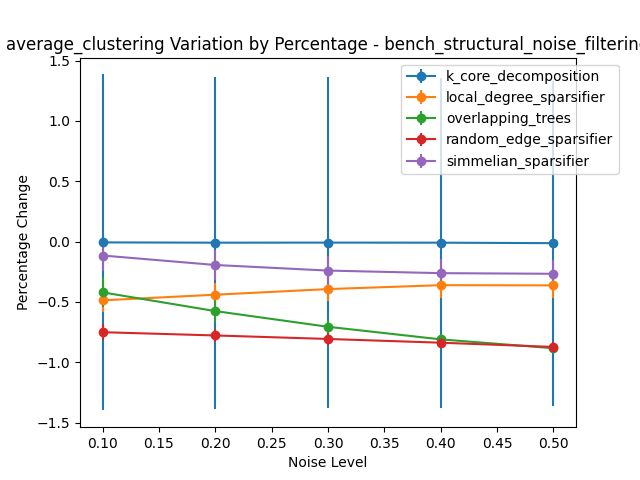 average_clustering Variation by Percentage - bench_structural_noise_filtering
k_core_decomposition
local_degree_sparsifier
overlapping_trees
random_edge_sparsifier
simmelian_sparsifier
Percentage Change
1.5
1.0
0.5
0.0
−0.5
−1.0
−1.5
0.10 0.15 0.20 0.25 0.30 0.35 0.40 0.45 0.50
Noise Level